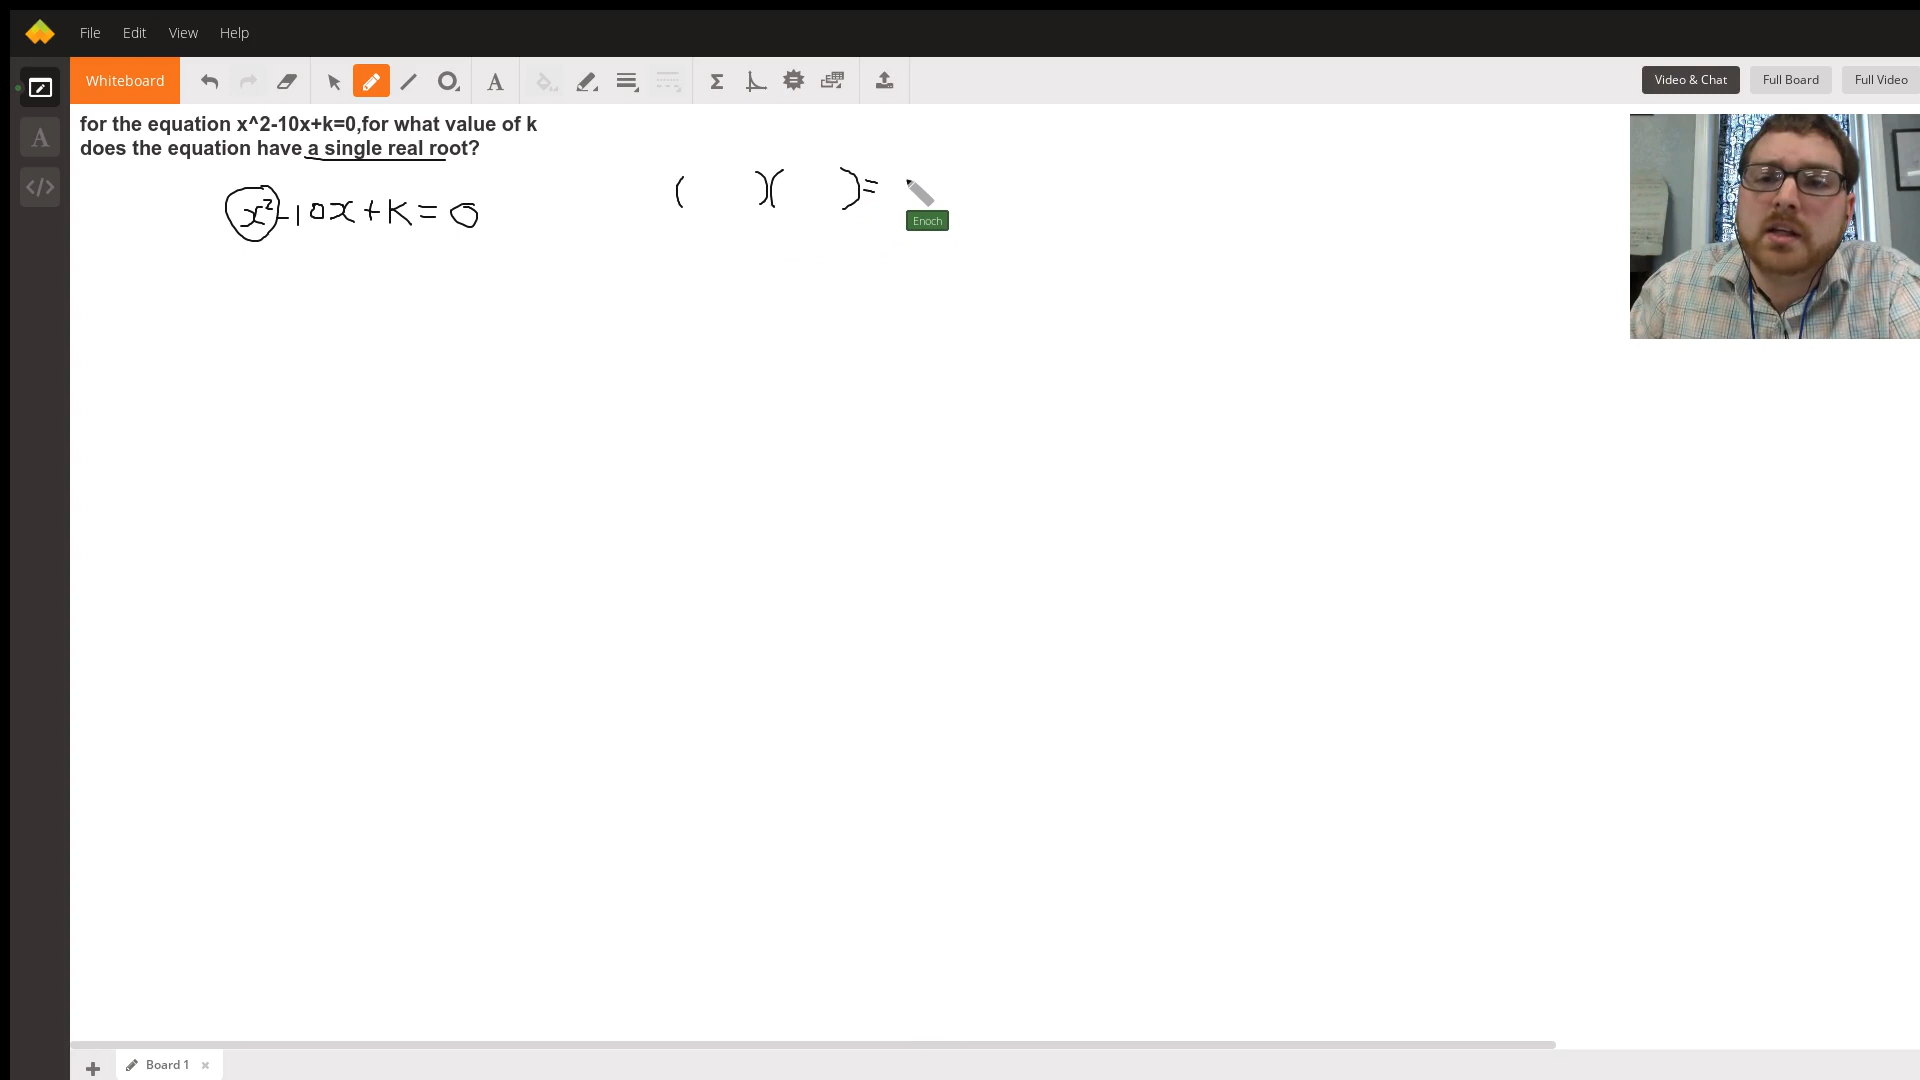 File Edit View Help
Whiteboard A Σ Video & Chat Full Board Full Video
A
</>
for the equation x^2-10x+k=0,for what value of k
does the equation have a single real root?
x²-10x+K=0
( )( )=
Enoch
+ Board 1 ×